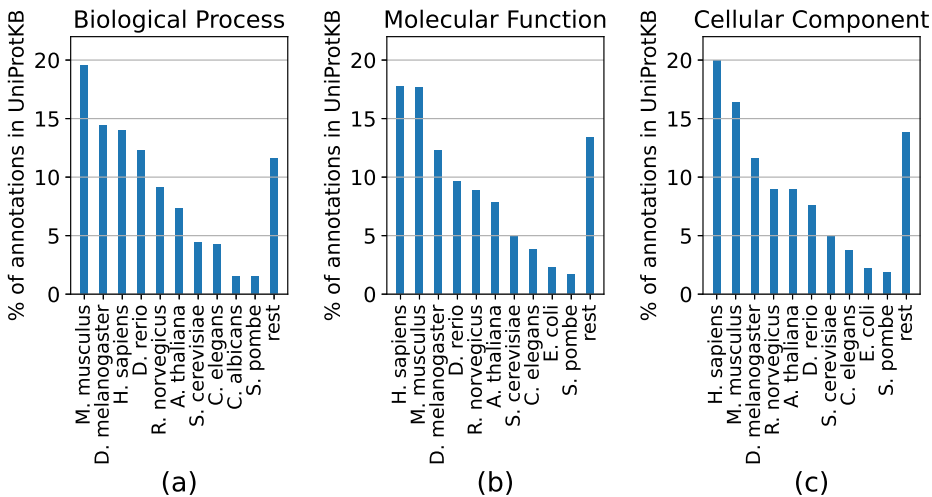 Biological Process
% of annotations in UniProtKB
20
15
10
5
0
M. musculus
D. melanogaster
H. sapiens
D. rerio
R. norvegicus
A. thaliana
S. cerevisiae
C. elegans
C. albicans
S. pombe
rest
(a)
Molecular Function
% of annotations in UniProtKB
20
15
10
5
0
H. sapiens
M. musculus
D. melanogaster
D. rerio
R. norvegicus
A. thaliana
S. cerevisiae
C. elegans
E. coli
S. pombe
rest
(b)
Cellular Component
% of annotations in UniProtKB
20
15
10
5
0
H. sapiens
M. musculus
D. melanogaster
R. norvegicus
A. thaliana
D. rerio
S. cerevisiae
C. elegans
E. coli
S. pombe
rest
(c)